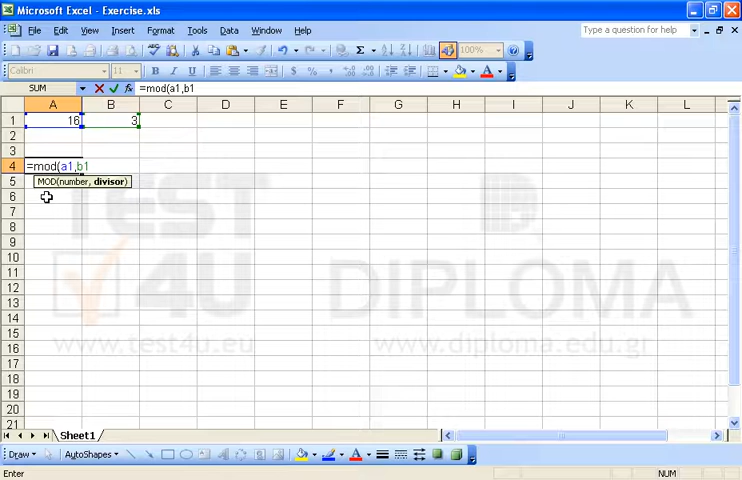 Microsoft Excel - Exercise.xls
File Edit View Insert Format Tools Data Window Help
Type a question for help
100%
Calibri 11 B I U
SUM =mod(a1,b1
A B C D E F G H I J K L
1 16 3
2
3
4 =mod(a1,b1
5 MOD(number, divisor)
6
7
8
9
10
11
12
13
14
15
16
17
18
19
20
21
TEST
4U
DIPLOMA
www.test4u.eu
www.diploma.edu.gr
Sheet1
Draw AutoShapes
Enter NUM